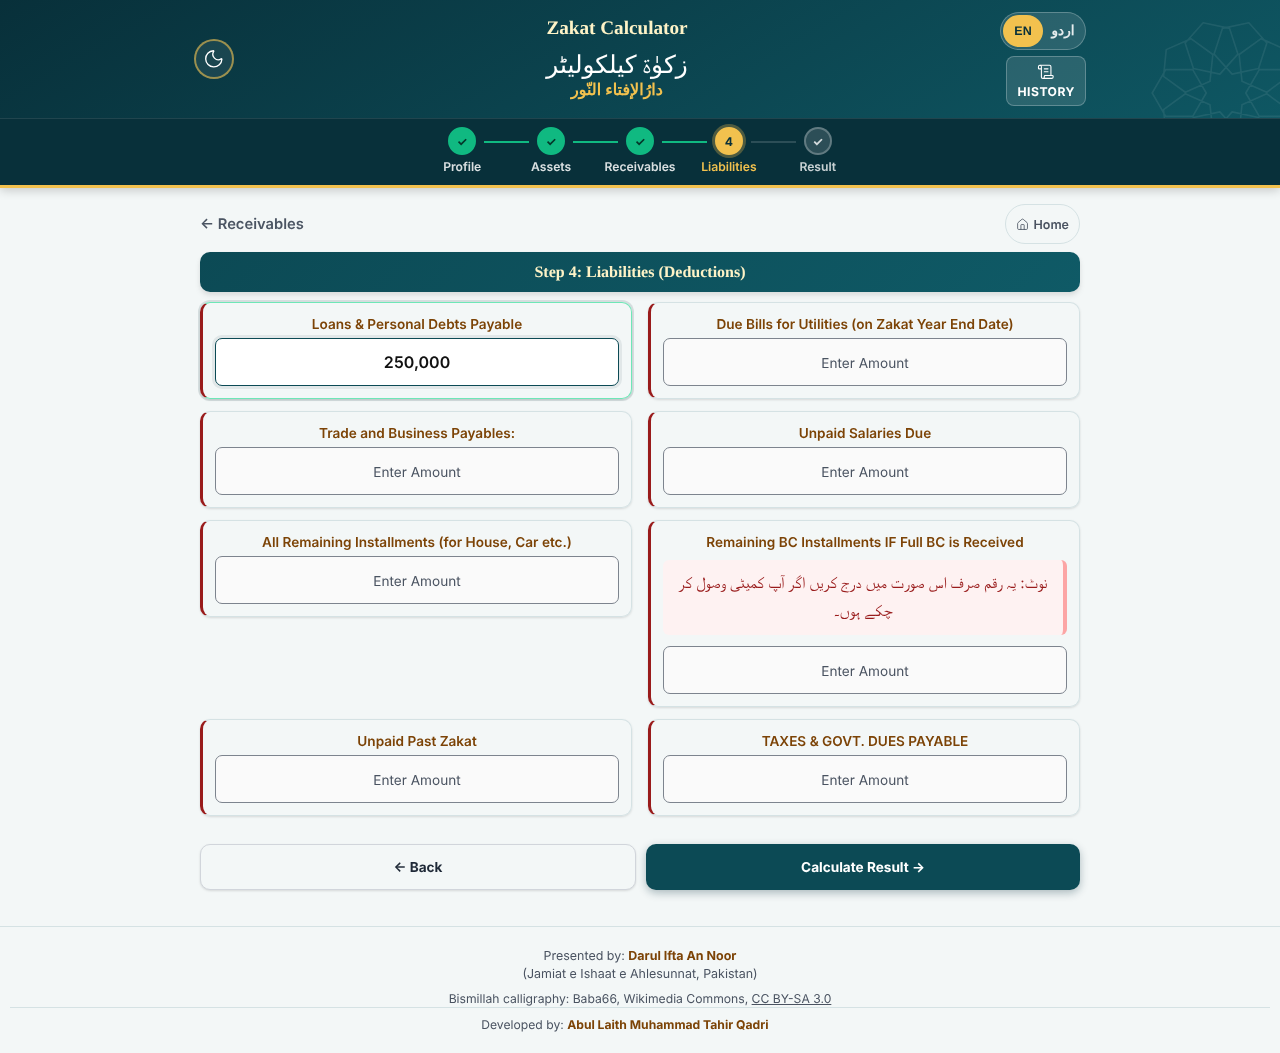 Zakat Calculator
زکوٰۃ کیلکولیٹر
دارُالإفتاء النّور
EN
اردو
HISTORY
Profile
Assets
Receivables
4
Liabilities
Result
← Receivables
Home
Step 4: Liabilities (Deductions)
Loans & Personal Debts Payable
250,000
Due Bills for Utilities (on Zakat Year End Date)
Enter Amount
Trade and Business Payables:
Enter Amount
Unpaid Salaries Due
Enter Amount
All Remaining Installments (for House, Car etc.)
Enter Amount
Remaining BC Installments IF Full BC is Received
نوٹ: یہ رقم صرف اس صورت میں درج کریں اگر آپ کمیٹی وصول کر
چکے ہوں۔
Enter Amount
Unpaid Past Zakat
Enter Amount
TAXES & GOVT. DUES PAYABLE
Enter Amount
← Back
Calculate Result →
Presented by: Darul Ifta An Noor
(Jamiat e Ishaat e Ahlesunnat, Pakistan)
Bismillah calligraphy: Baba66, Wikimedia Commons, CC BY-SA 3.0
Developed by: Abul Laith Muhammad Tahir Qadri